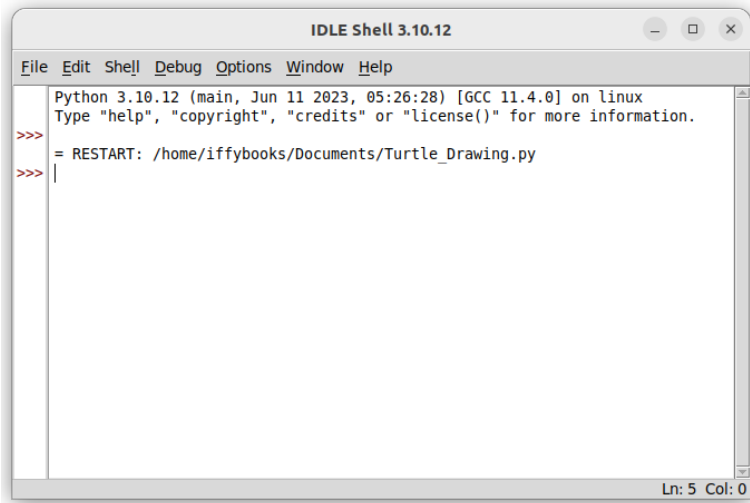 IDLE Shell 3.10.12
File Edit Shell Debug Options Window Help
Python 3.10.12 (main, Jun 11 2023, 05:26:28) [GCC 11.4.0] on linux
Type "help", "copyright", "credits" or "license()" for more information.
>>>
= RESTART: /home/iffybooks/Documents/Turtle_Drawing.py
>>>
Ln: 5 Col: 0